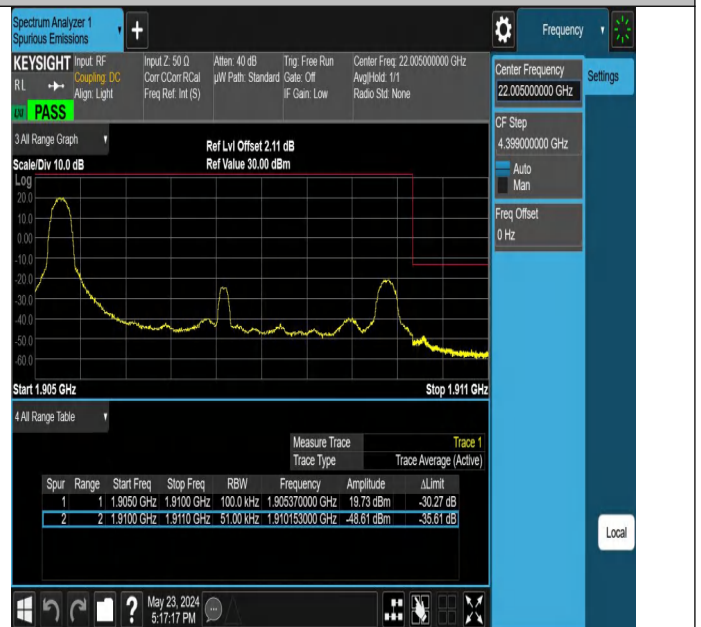 Spectrum Analyzer 1
Spurious Emissions
Frequency
KEYSIGHT Input: RF Input Z: 50 Ω Atten: 40 dB Trig: Free Run Center Freq: 22.005000000 GHz
RL Coupling: DC Corr CCorr RCal µW Path: Standard Gate: Off Avg|Hold: 1/1
Align: Light Freq Ref: Int (S) IF Gain: Low Radio Std: None
PASS
Center Frequency
22.005000000 GHz
Settings
CF Step
4.399000000 GHz
Auto
Man
Freq Offset
0 Hz
3 All Range Graph
Ref Lvl Offset 2.11 dB
Scale/Div 10.0 dB Ref Value 30.00 dBm
Log
20.0
10.0
0.00
-10.0
-20.0
-30.0
-40.0
-50.0
-60.0
Start 1.905 GHz Stop 1.911 GHz
4 All Range Table
Measure Trace Trace 1
Trace Type Trace Average (Active)
Spur Range Start Freq Stop Freq RBW Frequency Amplitude ΔLimit
1 1 1.9050 GHz 1.9100 GHz 100.0 kHz 1.905370000 GHz 19.73 dBm -30.27 dB
2 2 1.9100 GHz 1.9110 GHz 51.00 kHz 1.910153000 GHz -48.61 dBm -35.61 dB
Local
May 23, 2024
5:17:17 PM